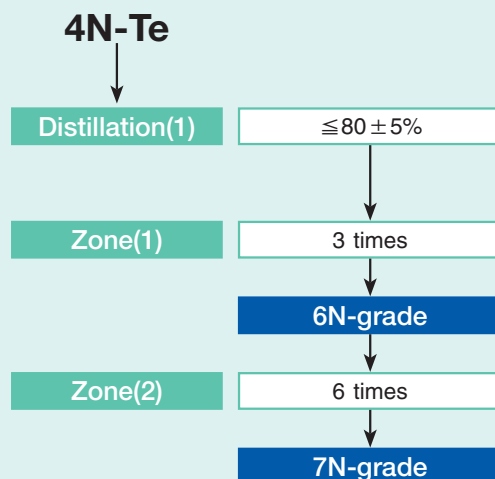 4N-Te
Distillation(1)
≦80±5%
Zone(1)
3 times
6N-grade
Zone(2)
6 times
7N-grade